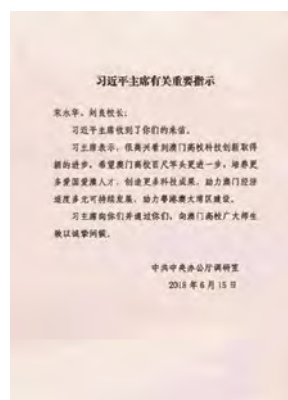 习近平主席有关重要指示
宋永华、刘良校长：
习近平主席收到了你们的来信。
习主席表示，很高兴看到澳门高校科技创新取得
新的进步。希望澳门高校百尺竿头更进一步，培养更
多爱国爱澳人才，创造更多科技成果，助力澳门经济
适度多元可持续发展，助力粤港澳大湾区建设。
习主席向你们并通过你们，向澳门高校广大师生
致以诚挚问候。
中共中央办公厅调研室
2018 年 6 月 15 日